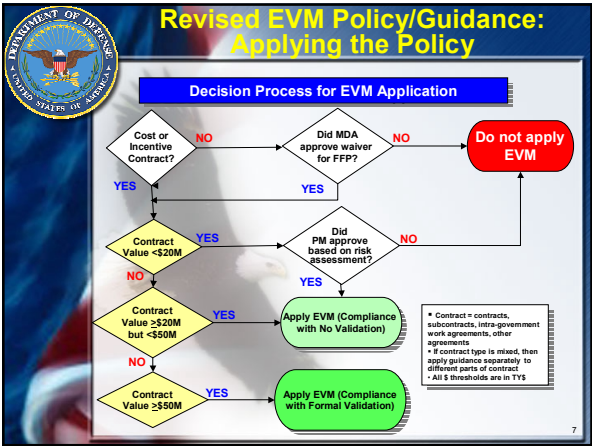 DEPARTMENT OF DEFENSE
UNITED STATES OF AMERICA
Revised EVM Policy/Guidance:
Applying the Policy
Decision Process for EVM Application
Cost or
Incentive
Contract?
NO
Did MDA
approve waiver
for FFP?
NO
Do not apply
EVM
YES
YES
Contract
Value <$20M
YES
Did
PM approve
based on risk
assessment?
NO
NO
YES
Contract
Value ≥$20M
but <$50M
YES
Apply EVM (Compliance
with No Validation)
▪ Contract = contracts,
subcontracts, intra-government
work agreements, other
agreements
▪ If contract type is mixed, then
apply guidance separately to
different parts of contract
• All $ thresholds are in TY$
NO
Contract
Value ≥$50M
YES
Apply EVM (Compliance
with Formal Validation)
7